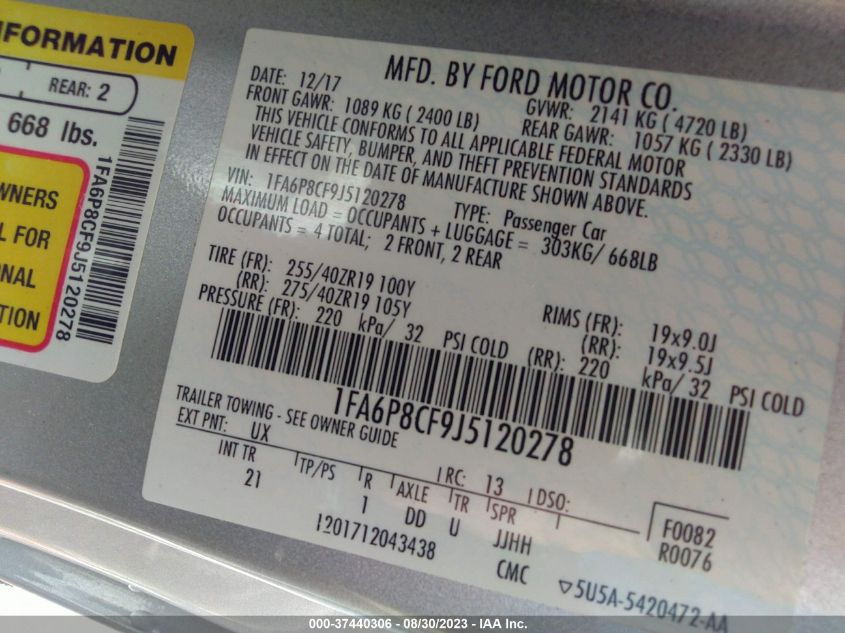 NFORMATION
REAR: 2
668 lbs.
1FA6P8CF9J5120278
WNERS
L FOR
NAL
TION
MFD. BY FORD MOTOR CO.
DATE: 12/17
GVWR: 2141 KG ( 4720 LB)
FRONT GAWR: 1089 KG ( 2400 LB)
REAR GAWR: 1057 KG ( 2330 LB)
THIS VEHICLE CONFORMS TO ALL APPLICABLE FEDERAL MOTOR
VEHICLE SAFETY, BUMPER, AND THEFT PREVENTION STANDARDS
IN EFFECT ON THE DATE OF MANUFACTURE SHOWN ABOVE.
VIN: 1FA6P8CF9J5120278 TYPE: Passenger Car
MAXIMUM LOAD = OCCUPANTS + LUGGAGE = 303KG/ 668LB
OCCUPANTS = 4 TOTAL; 2 FRONT, 2 REAR
TIRE (FR): 255/40ZR19 100Y RIMS (FR): 19x9.0J
(RR): 275/40ZR19 105Y (RR): 19x9.5J
PRESSURE (FR): 220 kPa/ 32 PSI COLD (RR): 220 kPa/ 32 PSI COLD
1FA6P8CF9J5120278
TRAILER TOWING - SEE OWNER GUIDE
EXT PNT: UX RC: 13 DSO:
INT TR TP/PS R AXLE TR SPR
21 1 DD U JJHH
F0082
R0076
1201712043438 CMC
5U5A-5420472-AA
000-37440306 / 08/30/2023 - IAA Inc.